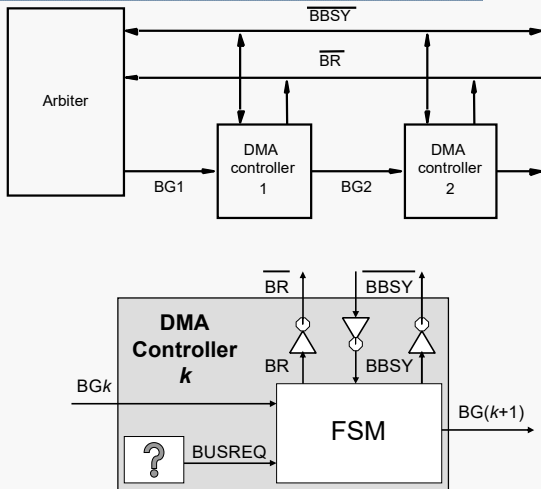 BBSY
BR
Arbiter
DMA
controller
1
DMA
controller
2
BG1
BG2
BR
BBSY
DMA
Controller
k
BR
BBSY
BGk
FSM
BG(k+1)
?
BUSREQ